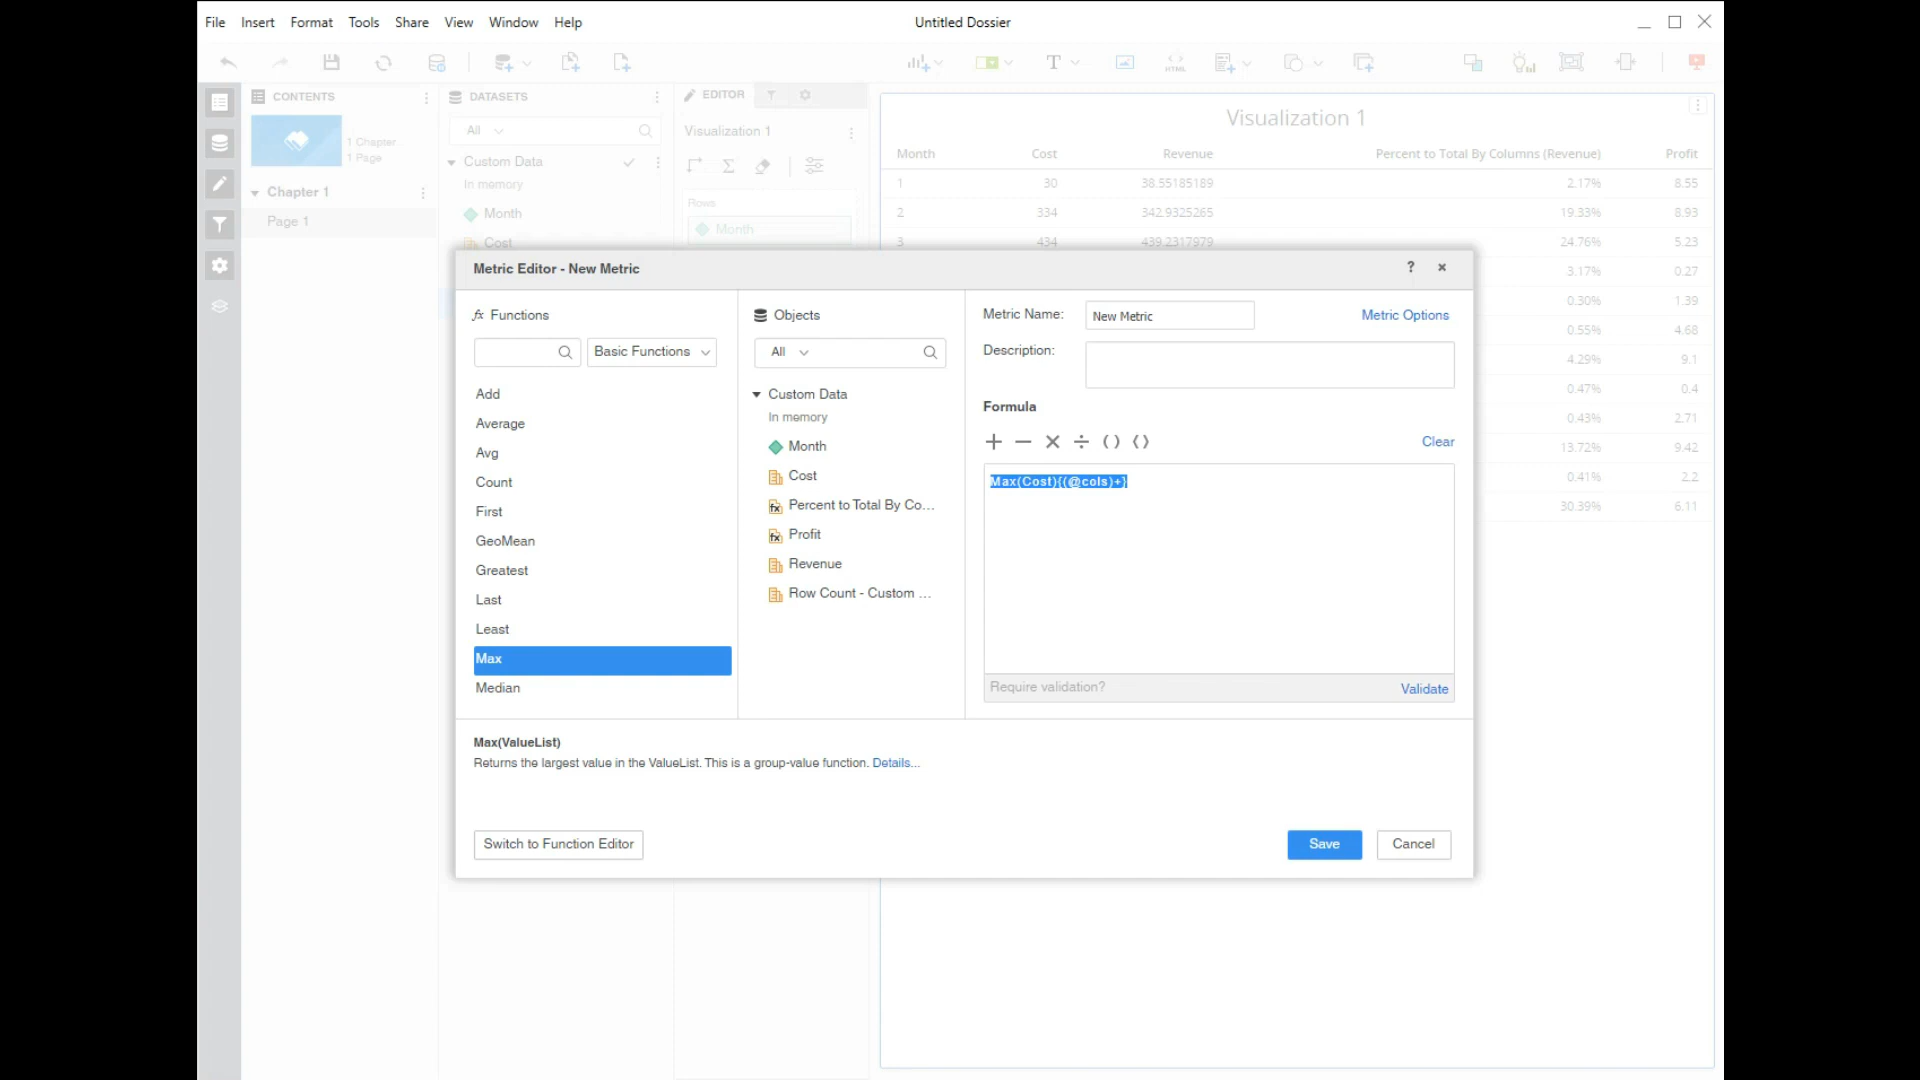 File Insert Format Tools Share View Window Help
Untitled Dossier
HTML
CONTENTS
1 Chapter
1 Page
Chapter 1
Page 1
DATASETS
All
Custom Data
In memory
Month
Cost
EDITOR
Visualization 1
Rows
Month
Visualization 1
Month Cost Revenue Percent to Total By Columns (Revenue) Profit
1 30 38.55185189 2.17% 8.55
2 334 342.9325265 19.33% 8.93
3 434 439.2317979 24.76% 5.23
3.17% 0.27
0.30% 1.39
0.55% 4.68
4.29% 9.1
0.47% 0.4
0.43% 2.71
13.72% 9.42
0.41% 2.2
30.39% 6.11
Metric Editor - New Metric
?
fx Functions
Basic Functions
Add
Average
Avg
Count
First
GeoMean
Greatest
Last
Least
Max
Median
Objects
All
Custom Data
In memory
Month
Cost
fx Percent to Total By Co...
fx Profit
Revenue
Row Count - Custom ...
Metric Name: New Metric Metric Options
Description:
Formula
+ − × ÷ () <> Clear
Max(Cost){(@cols)+}
Require validation? Validate
Max(ValueList)
Returns the largest value in the ValueList. This is a group-value function. Details...
Switch to Function Editor
Save Cancel